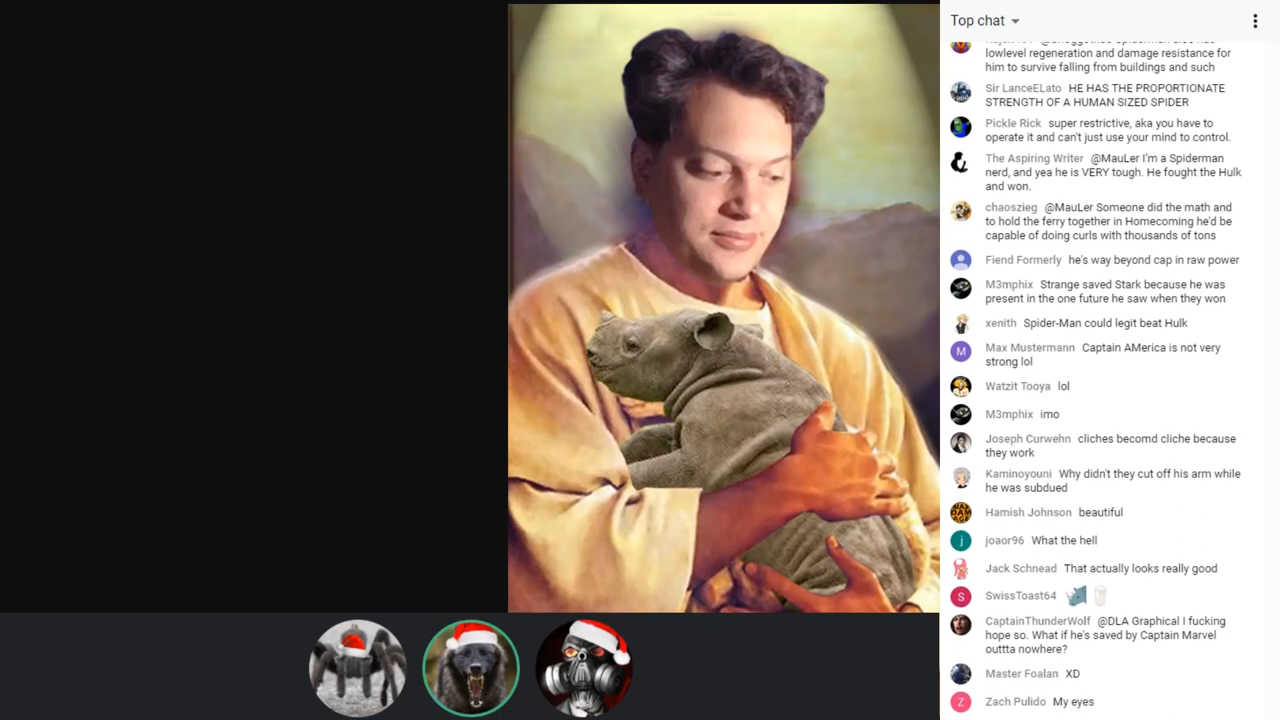 Top chat
lowlevel regeneration and damage resistance for
him to survive falling from buildings and such
Sir LanceELato HE HAS THE PROPORTIONATE
STRENGTH OF A HUMAN SIZED SPIDER
Pickle Rick super restrictive, aka you have to
operate it and can't just use your mind to control.
The Aspiring Writer @MauLer I'm a Spiderman
nerd, and yea he is VERY tough. He fought the Hulk
and won.
chaoszieg @MauLer Someone did the math and
to hold the ferry together in Homecoming he'd be
capable of doing curls with thousands of tons
Fiend Formerly he's way beyond cap in raw power
M3mphix Strange saved Stark because he was
present in the one future he saw when they won
xenith Spider-Man could legit beat Hulk
M
Max Mustermann Captain AMerica is not very
strong lol
Watzit Tooya lol
M3mphix imo
Joseph Curwehn cliches becomd cliche because
they work
Kaminoyouni Why didn't they cut off his arm while
he was subdued
Hamish Johnson beautiful
j
joaor96 What the hell
Jack Schnead That actually looks really good
S
SwissToast64
CaptainThunderWolf @DLA Graphical I fucking
hope so. What if he's saved by Captain Marvel
outta nowhere?
Master Foalan XD
Z
Zach Pulido My eyes